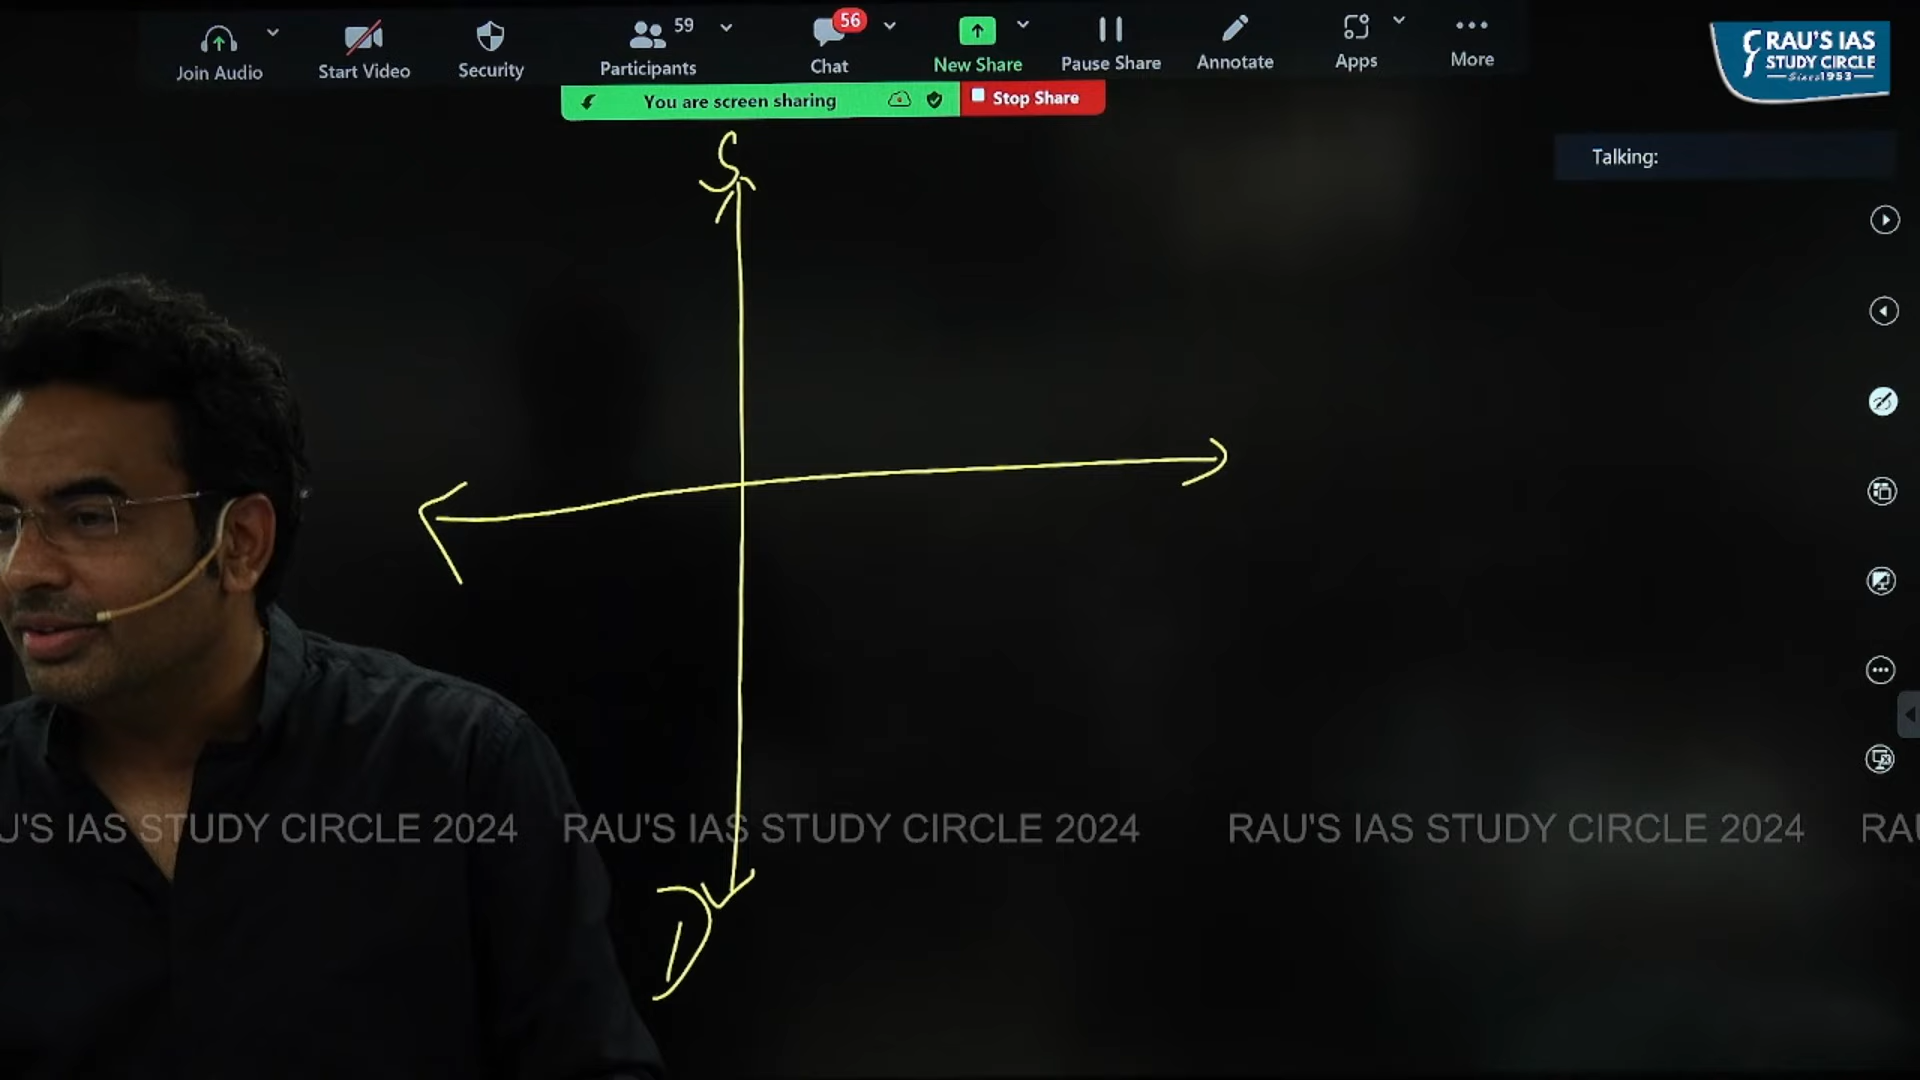 Join Audio
Start Video
Security
Participants
59
Chat
56
New Share
Pause Share
Annotate
Apps
More
You are screen sharing
Stop Share
RAU'S IAS
STUDY CIRCLE
Since 1953
Talking:
S
D
U'S IAS STUDY CIRCLE 2024 RAU'S IAS STUDY CIRCLE 2024 RAU'S IAS STUDY CIRCLE 2024 RAU